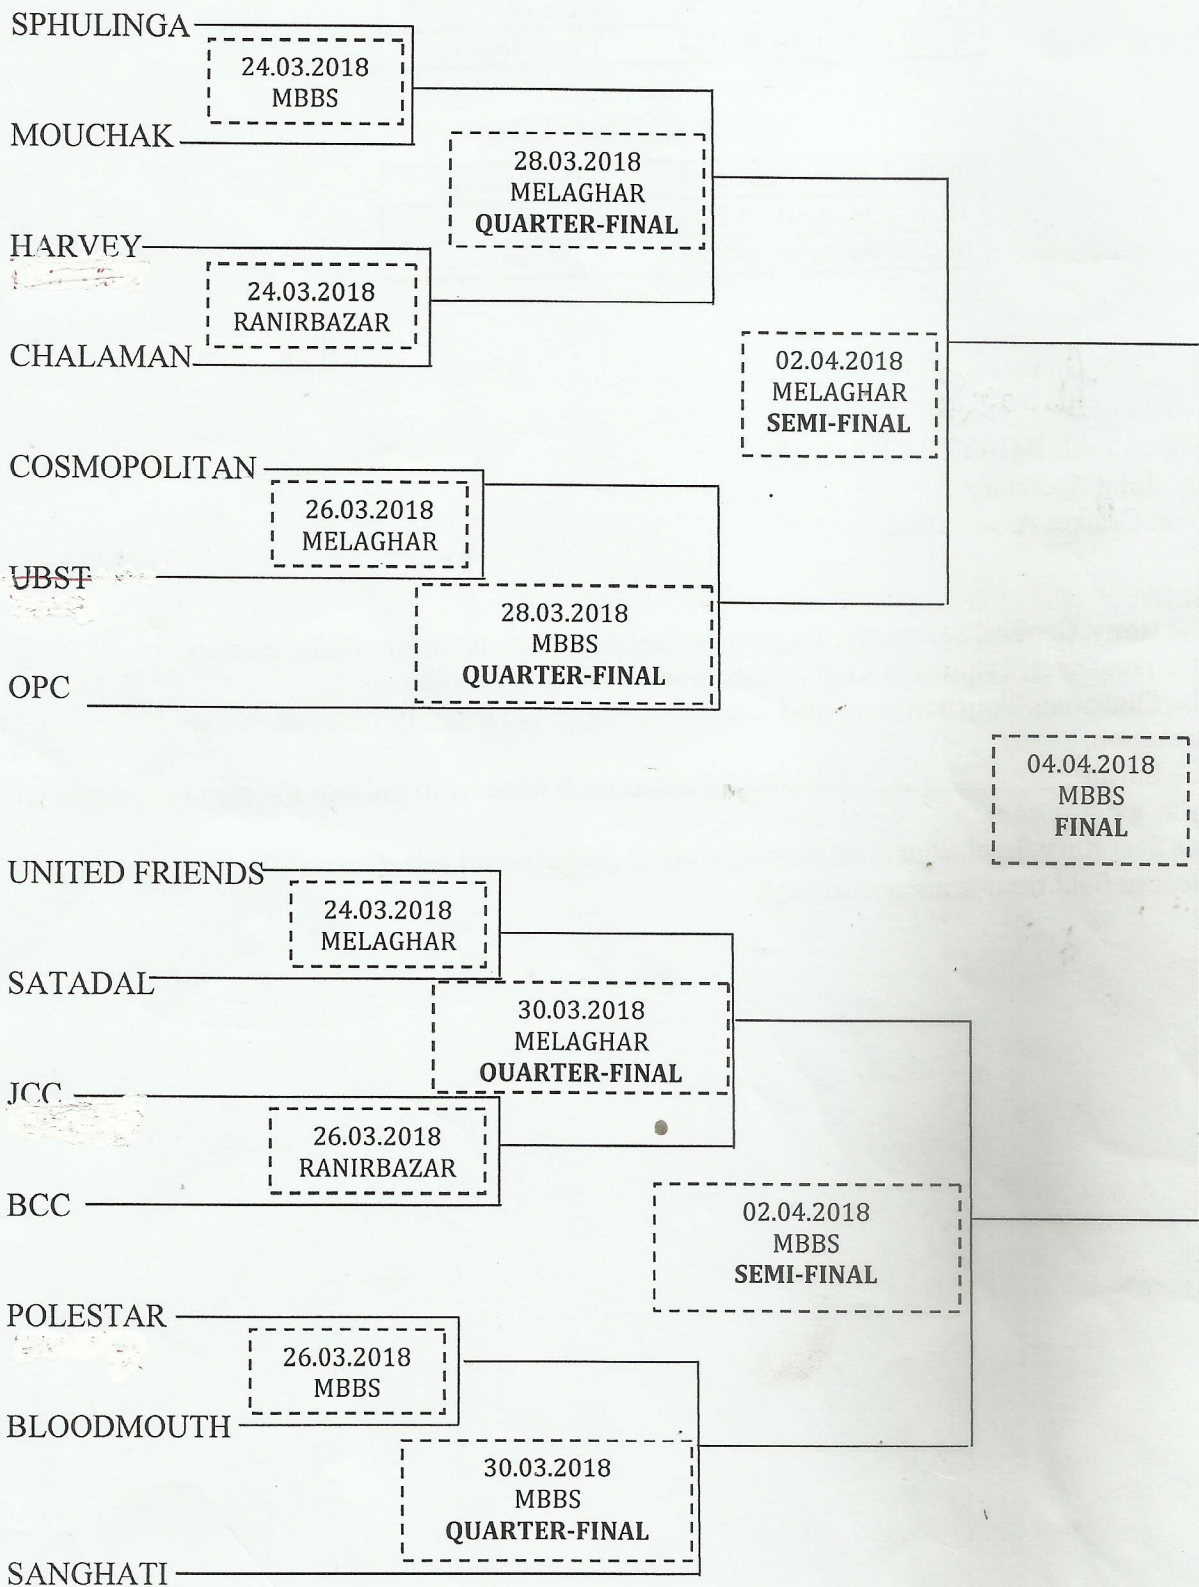 SPHULINGA
24.03.2018
MBBS
MOUCHAK
28.03.2018
MELAGHAR
QUARTER-FINAL
HARVEY
24.03.2018
RANIRBAZAR
CHALAMAN
02.04.2018
MELAGHAR
SEMI-FINAL
COSMOPOLITAN
26.03.2018
MELAGHAR
UBST
28.03.2018
MBBS
QUARTER-FINAL
OPC
04.04.2018
MBBS
FINAL
UNITED FRIENDS
24.03.2018
MELAGHAR
SATADAL
30.03.2018
MELAGHAR
QUARTER-FINAL
JCC
26.03.2018
RANIRBAZAR
BCC
02.04.2018
MBBS
SEMI-FINAL
POLESTAR
26.03.2018
MBBS
BLOODMOUTH
30.03.2018
MBBS
QUARTER-FINAL
SANGHATI